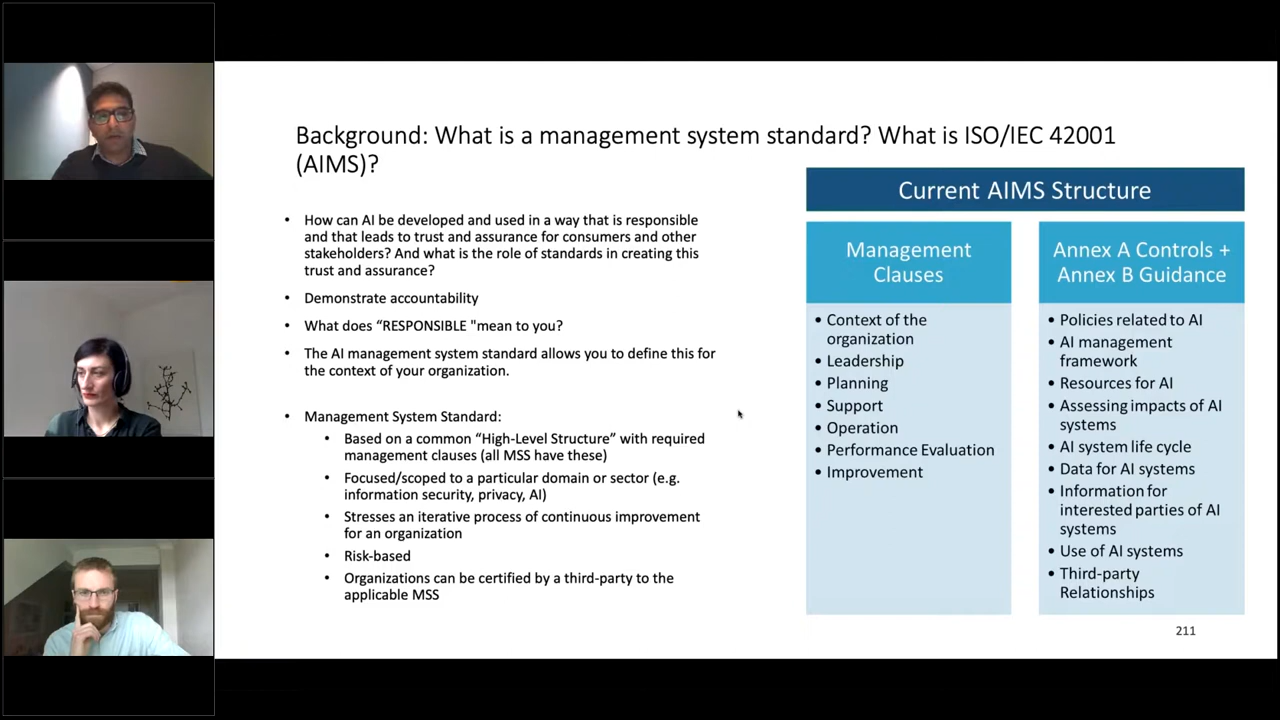 Background: What is a management system standard? What is ISO/IEC 42001
(AIMS)?
• How can AI be developed and used in a way that is responsible
and that leads to trust and assurance for consumers and other
stakeholders? And what is the role of standards in creating this
trust and assurance?
• Demonstrate accountability
• What does “RESPONSIBLE "mean to you?
• The AI management system standard allows you to define this for
the context of your organization.
• Management System Standard:
• Based on a common “High-Level Structure” with required
management clauses (all MSS have these)
• Focused/scoped to a particular domain or sector (e.g.
information security, privacy, AI)
• Stresses an iterative process of continuous improvement
for an organization
• Risk-based
• Organizations can be certified by a third-party to the
applicable MSS
Current AIMS Structure
Management
Clauses
• Context of the
organization
• Leadership
• Planning
• Support
• Operation
• Performance Evaluation
• Improvement
Annex A Controls +
Annex B Guidance
• Policies related to AI
• AI management
framework
• Resources for AI
• Assessing impacts of AI
systems
• AI system life cycle
• Data for AI systems
• Information for
interested parties of AI
systems
• Use of AI systems
• Third-party
Relationships
211